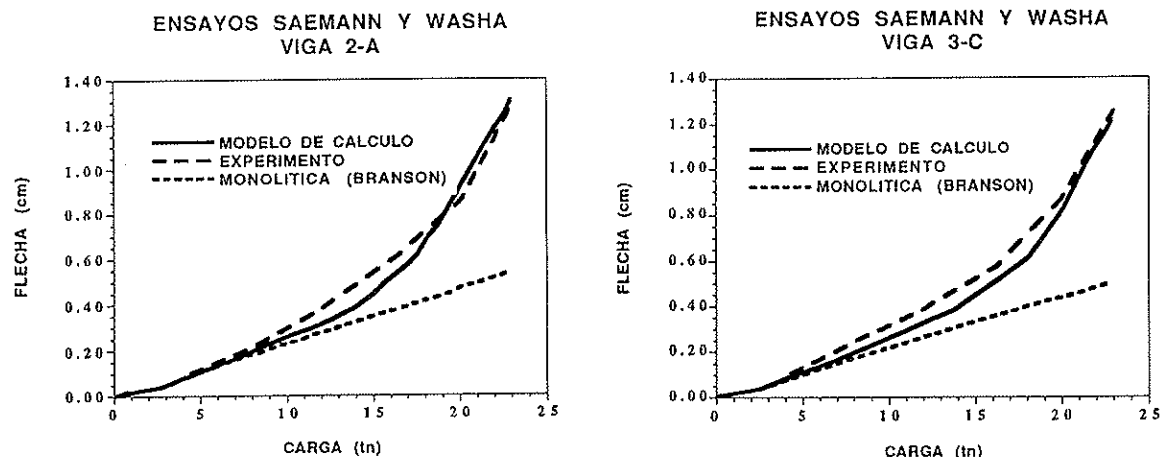 ENSAYOS SAEMANN Y WASHA
VIGA 2-A
1.40
1.20
1.00
0.80
0.60
0.40
0.20
0.00
FLECHA (cm)
MODELO DE CALCULO
EXPERIMENTO
MONOLITICA (BRANSON)
0
5
10
15
20
25
CARGA (tn)
ENSAYOS SAEMANN Y WASHA
VIGA 3-C
1.40
1.20
1.00
0.80
0.60
0.40
0.20
0.00
FLECHA (cm)
MODELO DE CALCULO
EXPERIMENTO
MONOLITICA (BRANSON)
0
5
10
15
20
25
CARGA (tn)